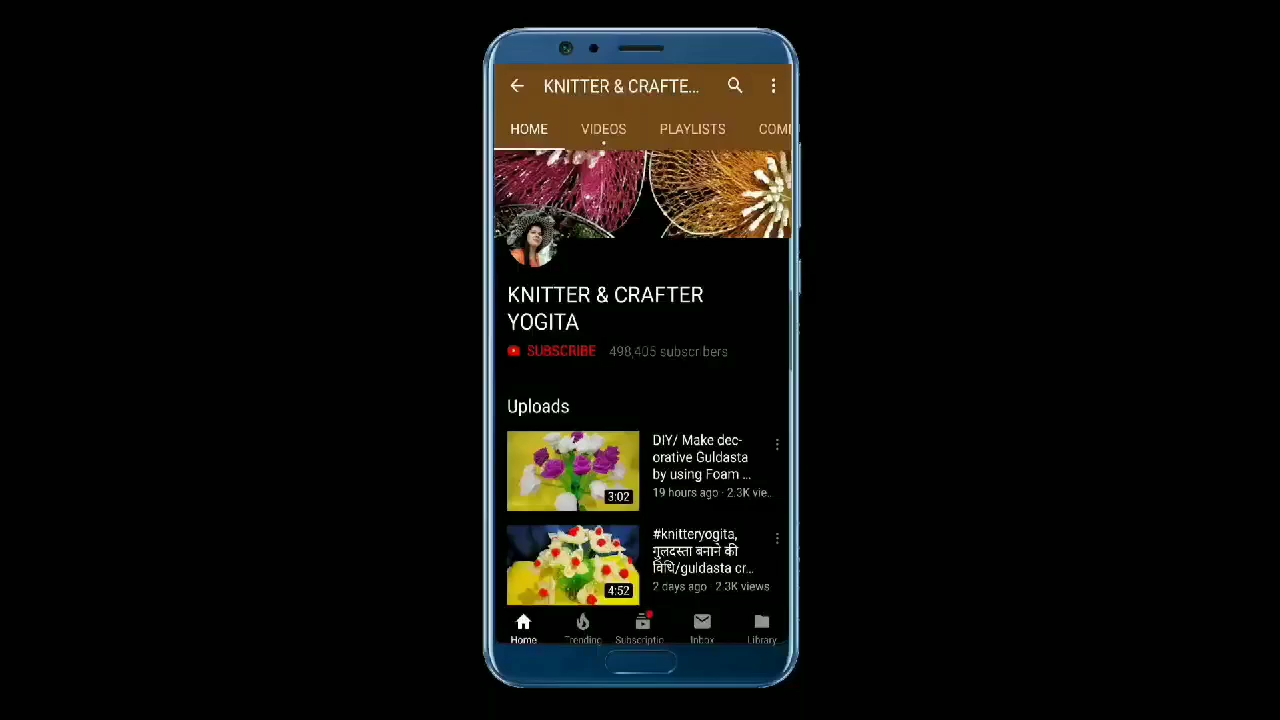 KNITTER & CRAFTE...
HOME VIDEOS PLAYLISTS COMI
KNITTER & CRAFTER
YOGITA
SUBSCRIBE 498,405 subscribers
Uploads
DIY/ Make dec-
orative Guldasta
by using Foam ...
19 hours ago · 2.3K vie..
3:02
#knitteryogita,
गुलदस्ता बनाने की
विधि/guldasta cr...
2 days ago · 2.3K views
4:52
Home Trending Subscriptio Inbox Library